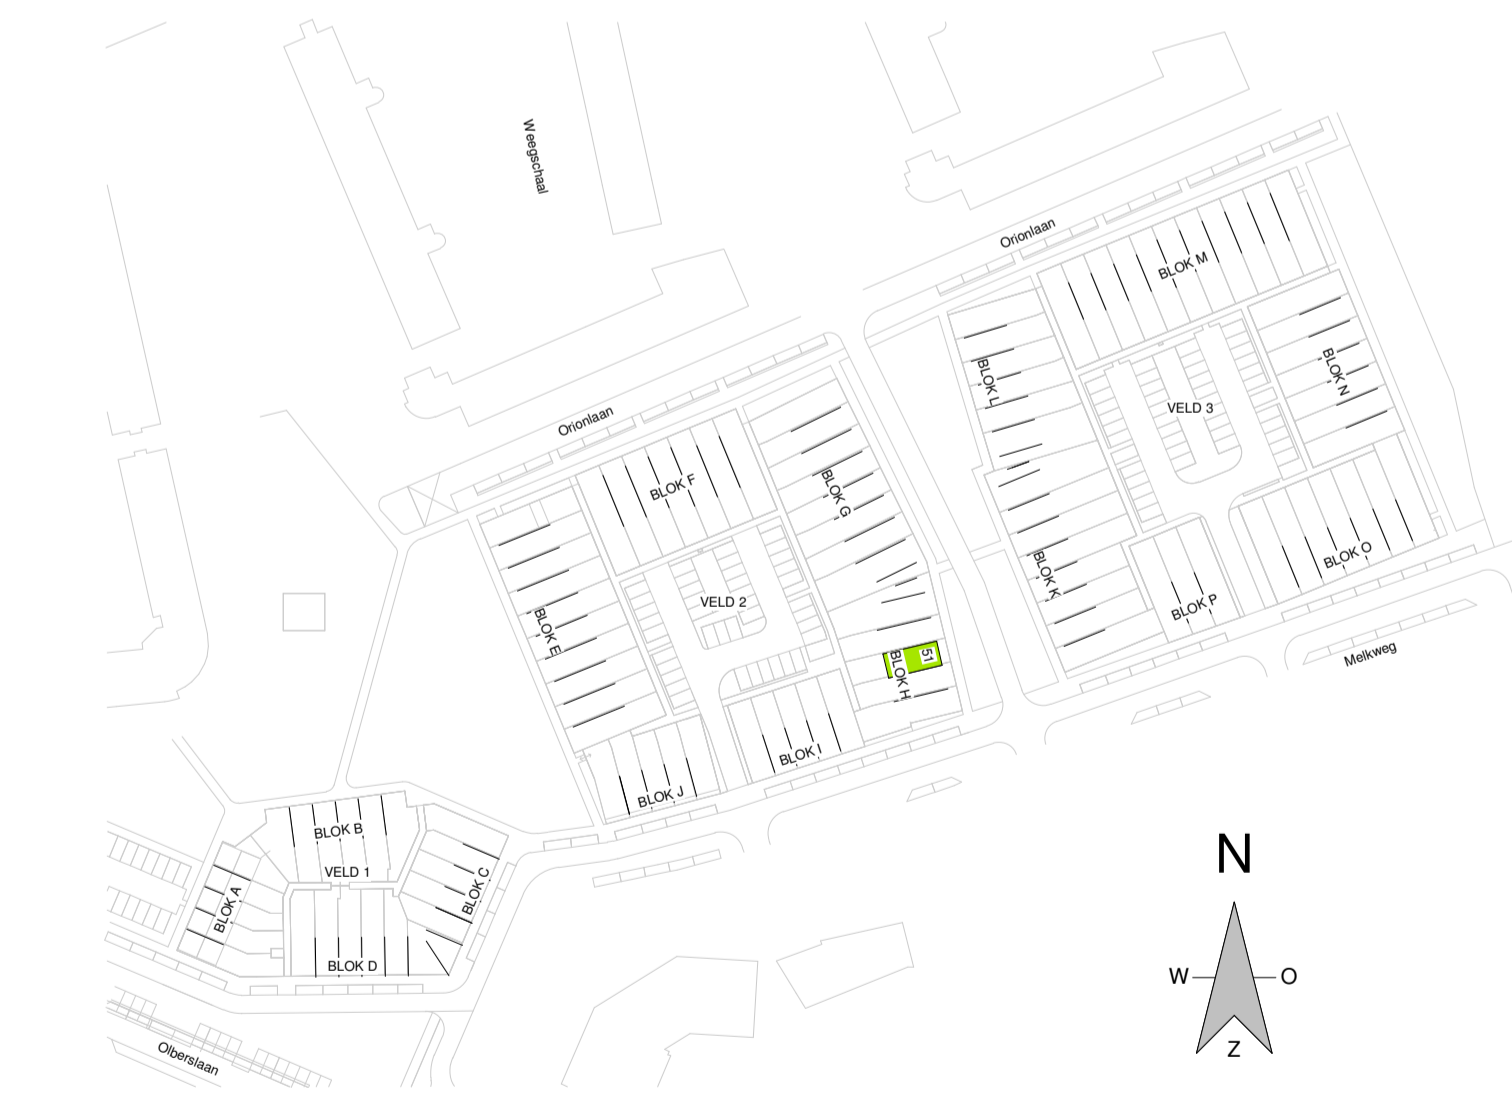 Weegschaal
Orionlaan
BLOK M
BLOK L
BLOK N
VELD 3
Orionlaan
BLOK F
BLOK G
BLOK O
BLOK K
BLOK P
VELD 2
BLOK E
51
BLOK H
Melkweg
BLOK I
BLOK J
BLOK B
VELD 1
BLOK C
BLOK A
BLOK D
N
W
O
Z
Olberslaan